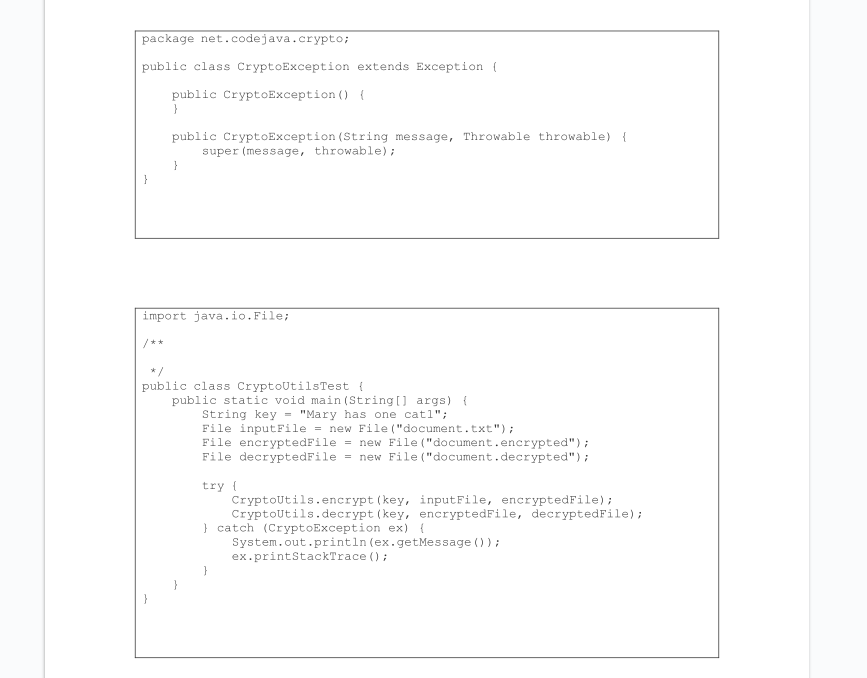 package net.codejava.crypto;
public class CryptoException extends Exception {
public CryptoException() {
}
public CryptoException(String message, Throwable throwable) {
super(message, throwable);
}
}
import java.io.File;
/**
*/
public class CryptoUtilsTest {
public static void main(String[] args) {
String key = "Mary has one cat1";
File inputFile = new File("document.txt");
File encryptedFile = new File("document.encrypted");
File decryptedFile = new File("document.decrypted");
try {
CryptoUtils.encrypt(key, inputFile, encryptedFile);
CryptoUtils.decrypt(key, encryptedFile, decryptedFile);
} catch (CryptoException ex) {
System.out.println(ex.getMessage());
ex.printStackTrace();
}
}
}